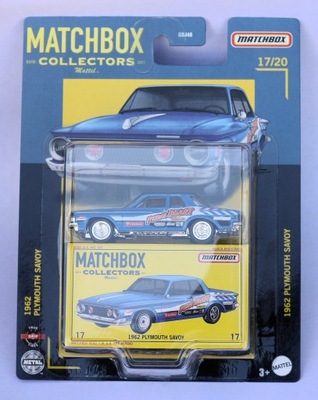 MATCHBOX
COLLECTORS
Mattel
GBJ48
MATCHBOX
17/20
1962
PLYMOUTH SAVOY
1962
PLYMOUTH SAVOY
MATCHBOX
COLLECTORS
MATCHBOX
17
1962 PLYMOUTH SAVOY
17
METAL
3+
MATTEL